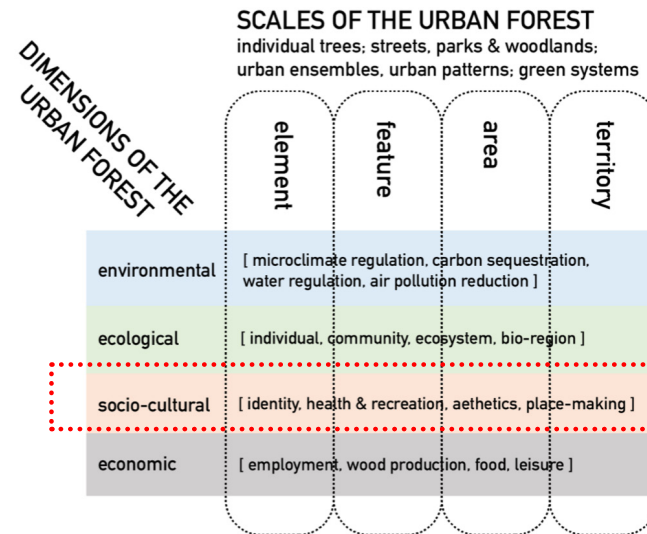 SCALES OF THE URBAN FOREST
individual trees; streets, parks & woodlands;
urban ensembles, urban patterns; green systems
DIMENSIONS OF THE
URBAN FOREST
element
feature
area
territory
environmental
[ microclimate regulation, carbon sequestration,
water regulation, air pollution reduction ]
ecological
[ individual, community, ecosystem, bio-region ]
socio-cultural
[ identity, health & recreation, aethetics, place-making ]
economic
[ employment, wood production, food, leisure ]